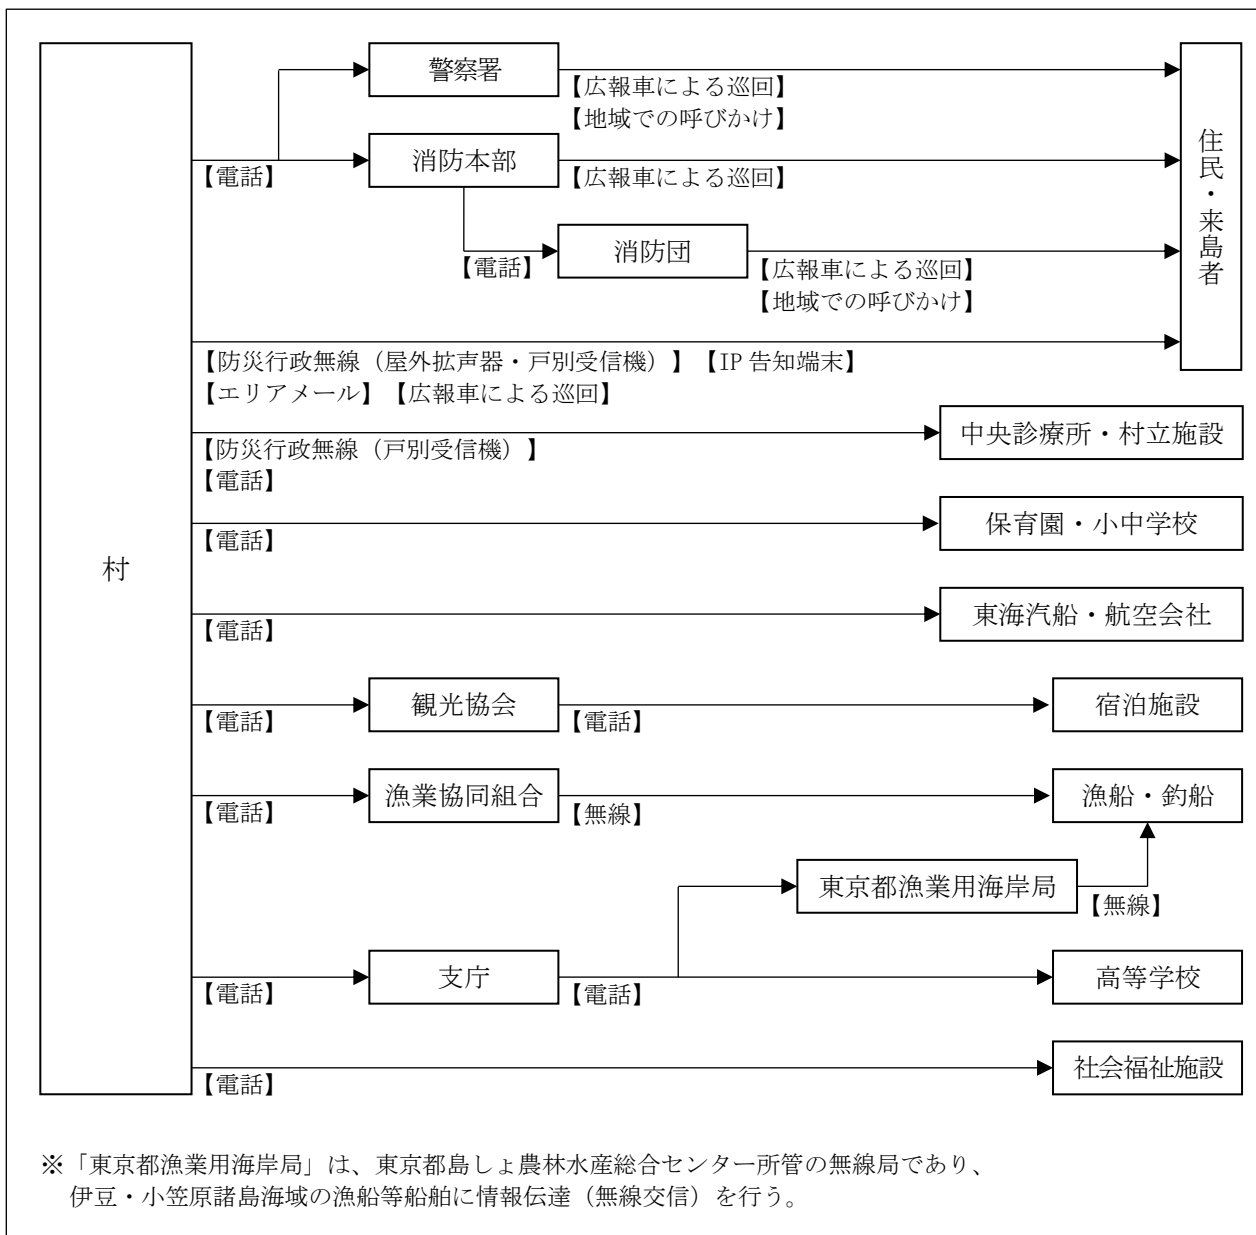 警察署
【広報車による巡回】
【地域での呼びかけ】
消防本部
【電話】
【広報車による巡回】
消防団
【電話】
【広報車による巡回】
【地域での呼びかけ】
住民・来島者
【防災行政無線（屋外拡声器・戸別受信機）】【IP 告知端末】
【エリアメール】【広報車による巡回】
中央診療所・村立施設
【防災行政無線（戸別受信機）】
【電話】
保育園・小中学校
【電話】
村
東海汽船・航空会社
【電話】
観光協会
宿泊施設
【電話】
【電話】
漁業協同組合
漁船・釣船
【電話】
【無線】
東京都漁業用海岸局
【無線】
支庁
高等学校
【電話】
【電話】
社会福祉施設
【電話】
※「東京都漁業用海岸局」は、東京都島しょ農林水産総合センター所管の無線局であり、
伊豆・小笠原諸島海域の漁船等船舶に情報伝達（無線交信）を行う。